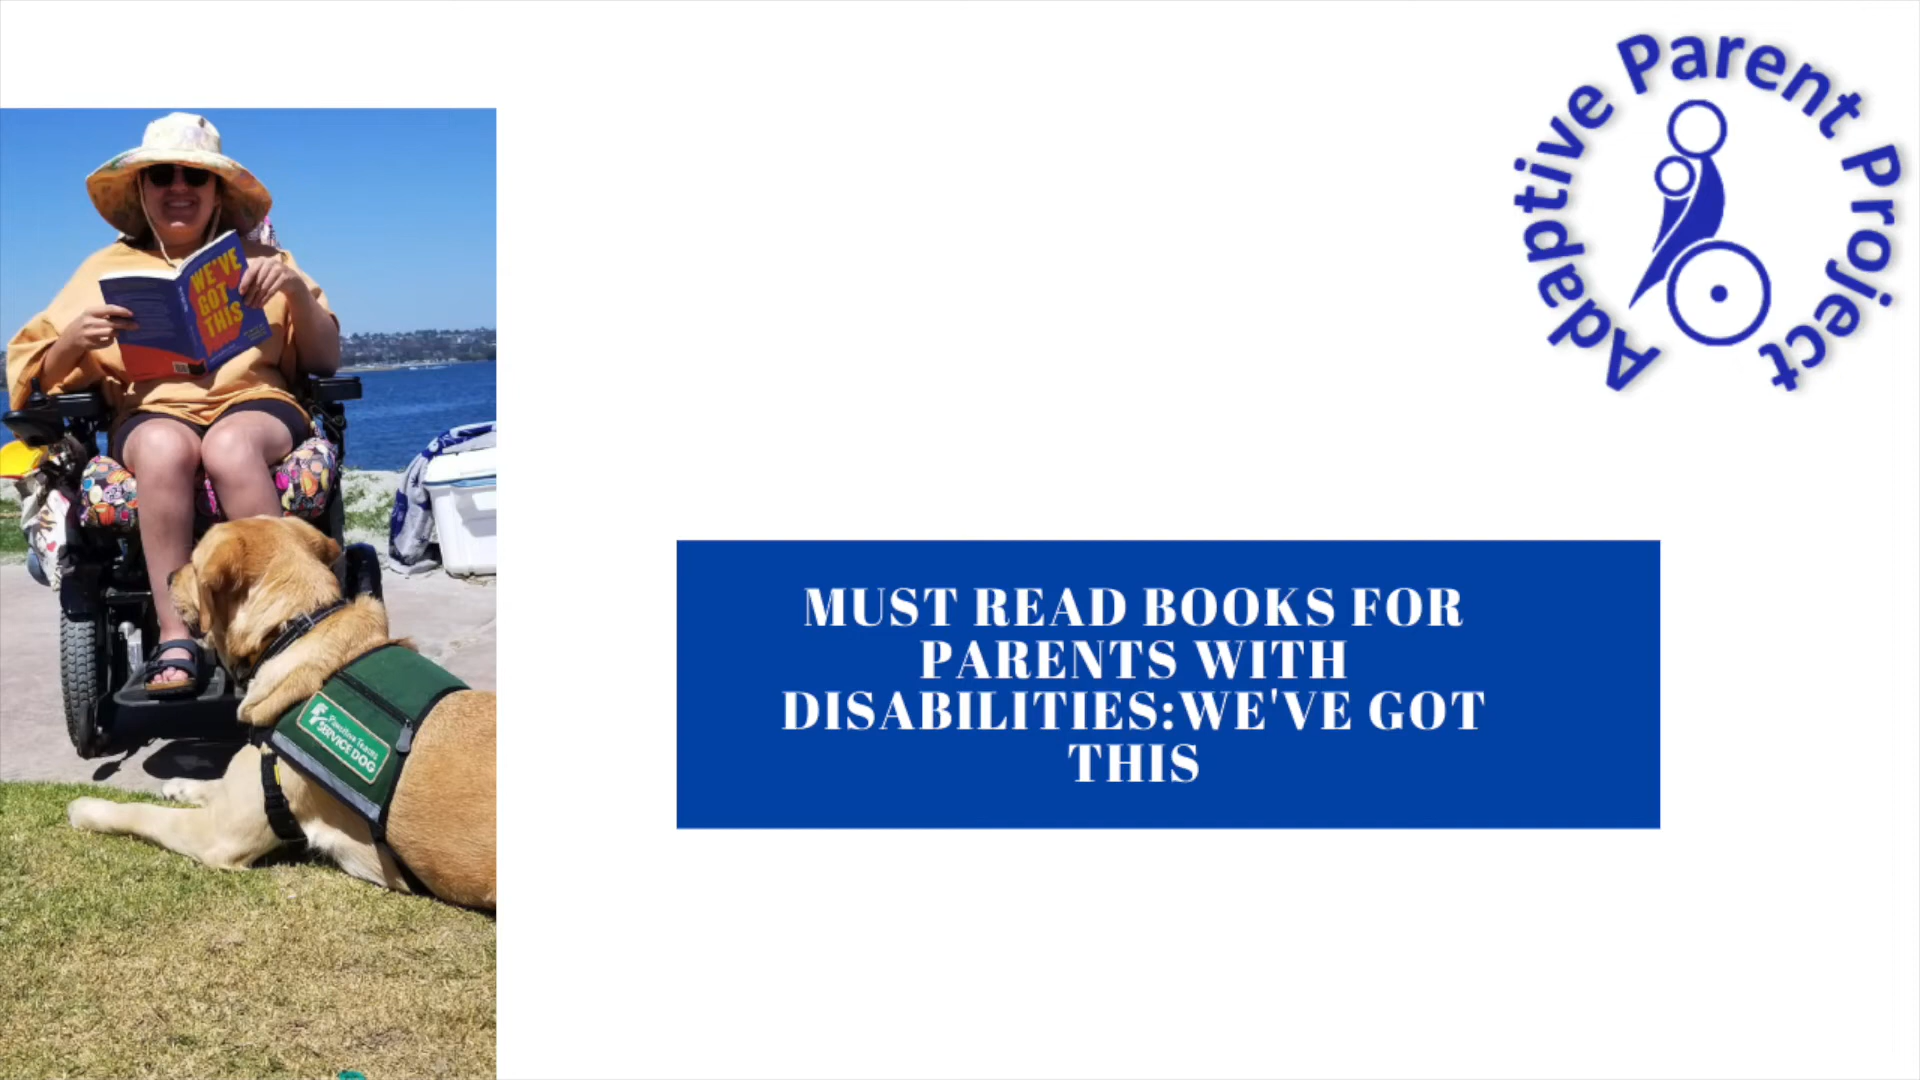 Adaptive Parent Project
WE'VE
GOT
THIS
MUST READ BOOKS FOR
PARENTS WITH
DISABILITIES:WE'VE GOT
THIS
Pawsitive Teams
SERVICE DOG